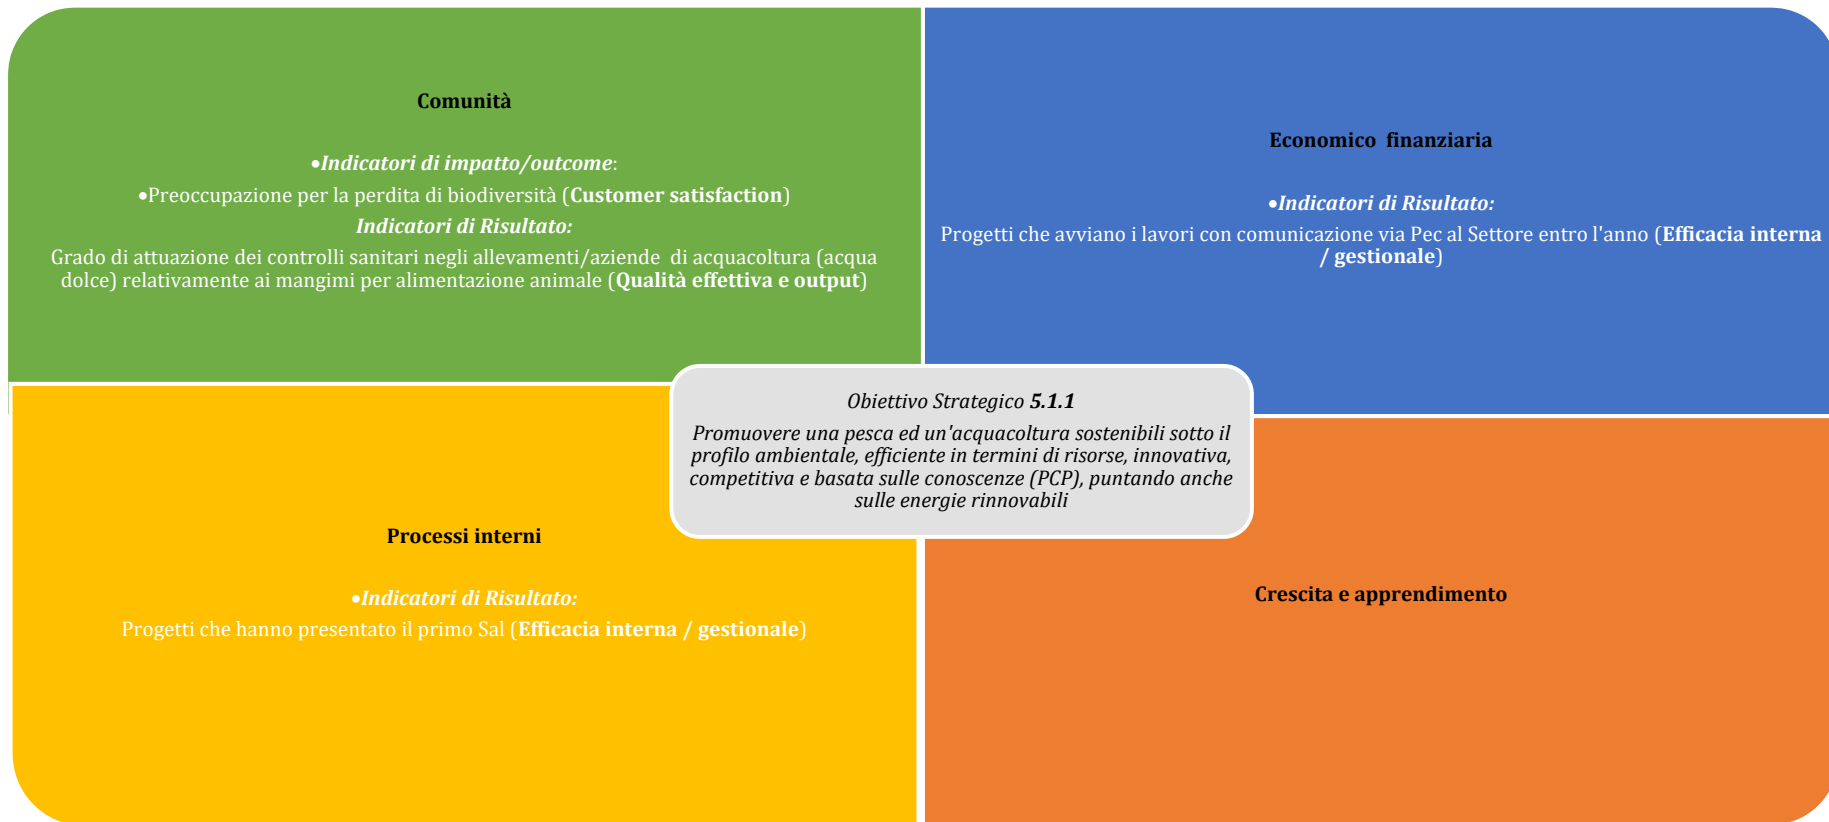 Comunità
•Indicatori di impatto/outcome:
•Preoccupazione per la perdita di biodiversità (Customer satisfaction)
Indicatori di Risultato:
Grado di attuazione dei controlli sanitari negli allevamenti/aziende di acquacoltura (acqua
dolce) relativamente ai mangimi per alimentazione animale (Qualità effettiva e output)
Economico finanziaria
•Indicatori di Risultato:
Progetti che avviano i lavori con comunicazione via Pec al Settore entro l'anno (Efficacia interna
/ gestionale)
Obiettivo Strategico 5.1.1
Promuovere una pesca ed un'acquacoltura sostenibili sotto il
profilo ambientale, efficiente in termini di risorse, innovativa,
competitiva e basata sulle conoscenze (PCP), puntando anche
sulle energie rinnovabili
Processi interni
•Indicatori di Risultato:
Progetti che hanno presentato il primo Sal (Efficacia interna / gestionale)
Crescita e apprendimento